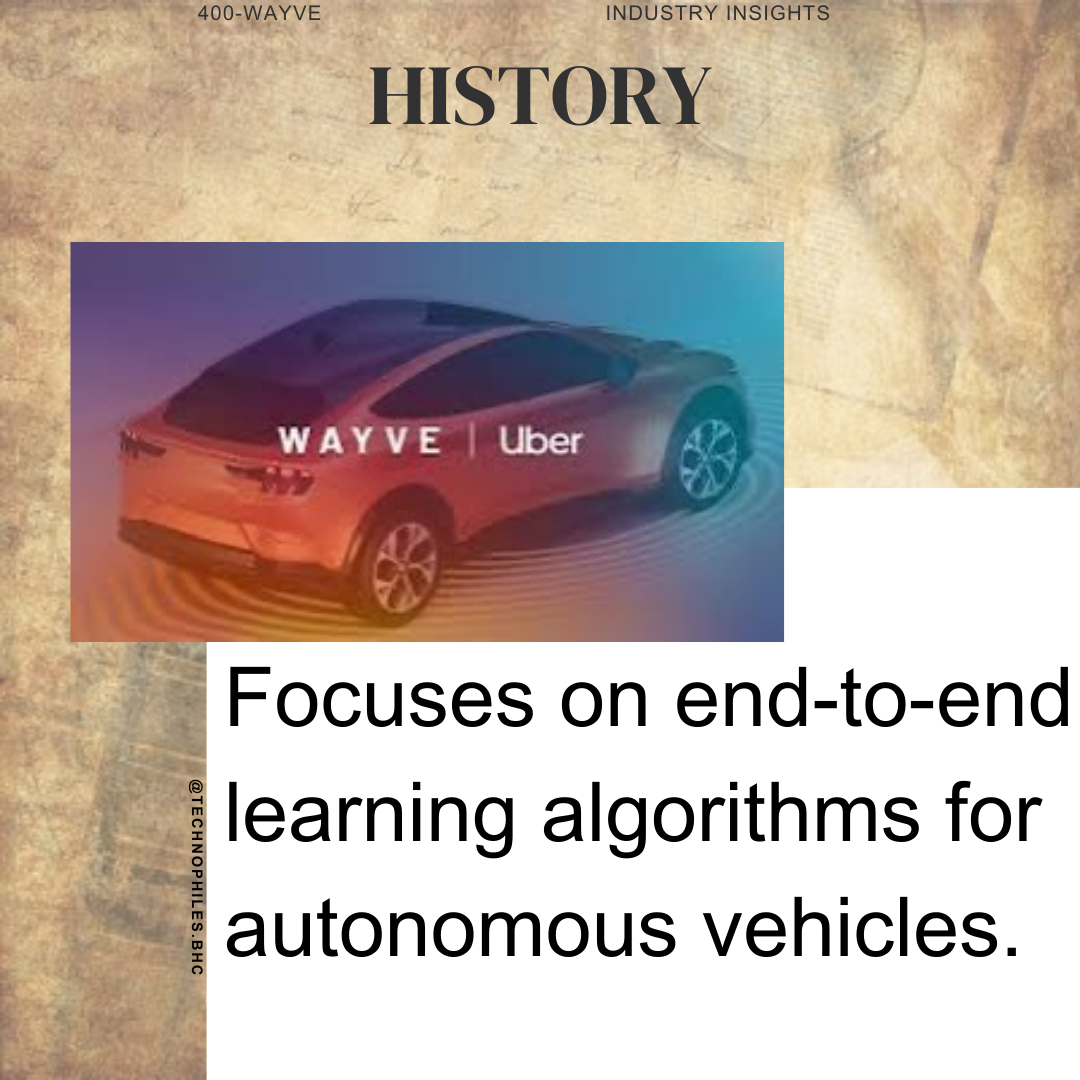 400-WAYVE
INDUSTRY INSIGHTS
HISTORY
WAYVE | Uber
Focuses on end-to-end
learning algorithms for
autonomous vehicles.
@TECHNOPHILES.BHC